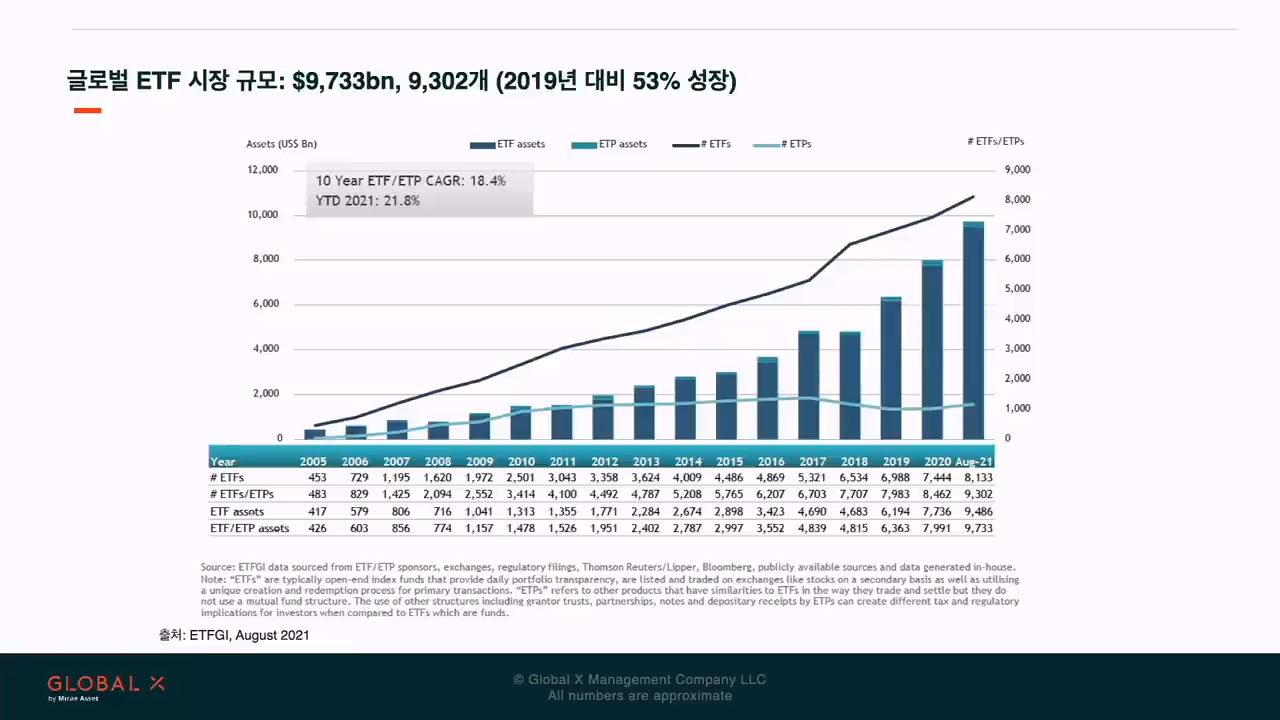 글로벌 ETF 시장 규모: $9,733bn, 9,302개 (2019년 대비 53% 성장)
Assets (US$ Bn)
ETF assets
ETP assets
# ETFs
# ETPs
# ETFs/ETPs
10 Year ETF/ETP CAGR: 18.4%
YTD 2021: 21.8%
12,000
10,000
8,000
6,000
4,000
2,000
0
9,000
8,000
7,000
6,000
5,000
4,000
3,000
2,000
1,000
0
Year 2005 2006 2007 2008 2009 2010 2011 2012 2013 2014 2015 2016 2017 2018 2019 2020 Aug-21
# ETFs 453 729 1,195 1,620 1,972 2,501 3,043 3,358 3,624 4,009 4,486 4,869 5,321 6,534 6,988 7,444 8,133
# ETFs/ETPs 483 829 1,425 2,094 2,552 3,414 4,100 4,492 4,787 5,208 5,765 6,207 6,703 7,707 7,983 8,462 9,302
ETF assets 417 579 806 716 1,041 1,313 1,355 1,771 2,284 2,674 2,898 3,423 4,690 4,683 6,194 7,736 9,486
ETF/ETP assets 426 603 856 774 1,157 1,478 1,526 1,951 2,402 2,787 2,997 3,552 4,839 4,815 6,363 7,991 9,733
Source: ETFGI data sourced from ETF/ETP sponsors, exchanges, regulatory filings, Thomson Reuters/Lipper, Bloomberg, publicly available sources and data generated in-house.
Note: “ETFs” are typically open-end index funds that provide daily portfolio transparency, are listed and traded on exchanges like stocks on a secondary basis as well as utilising
a unique creation and redemption process for primary transactions. “ETPs” refers to other products that have similarities to ETFs in the way they trade and settle but they do
not use a mutual fund structure. The use of other structures including grantor trusts, partnerships, notes and depositary receipts by ETPs can create different tax and regulatory
implications for investors when compared to ETFs which are funds.
출처: ETFGI, August 2021
GLOBAL X
by Mirae Asset
© Global X Management Company LLC
All numbers are approximate